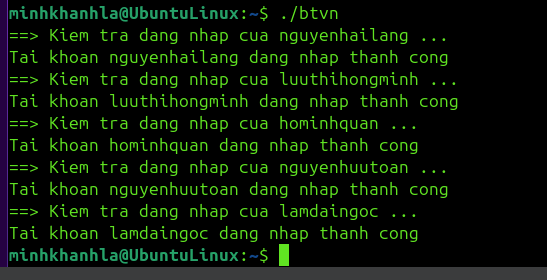 minhkhanhla@UbuntuLinux:~$ ./btvn
==> Kiem tra dang nhap cua nguyenhailang ...
Tai khoan nguyenhailang dang nhap thanh cong
==> Kiem tra dang nhap cua luuthihongminh ...
Tai khoan luuthihongminh dang nhap thanh cong
==> Kiem tra dang nhap cua hominhquan ...
Tai khoan hominhquan dang nhap thanh cong
==> Kiem tra dang nhap cua nguyenhuutoan ...
Tai khoan nguyenhuutoan dang nhap thanh cong
==> Kiem tra dang nhap cua lamdaingoc ...
Tai khoan lamdaingoc dang nhap thanh cong
minhkhanhla@UbuntuLinux:~$